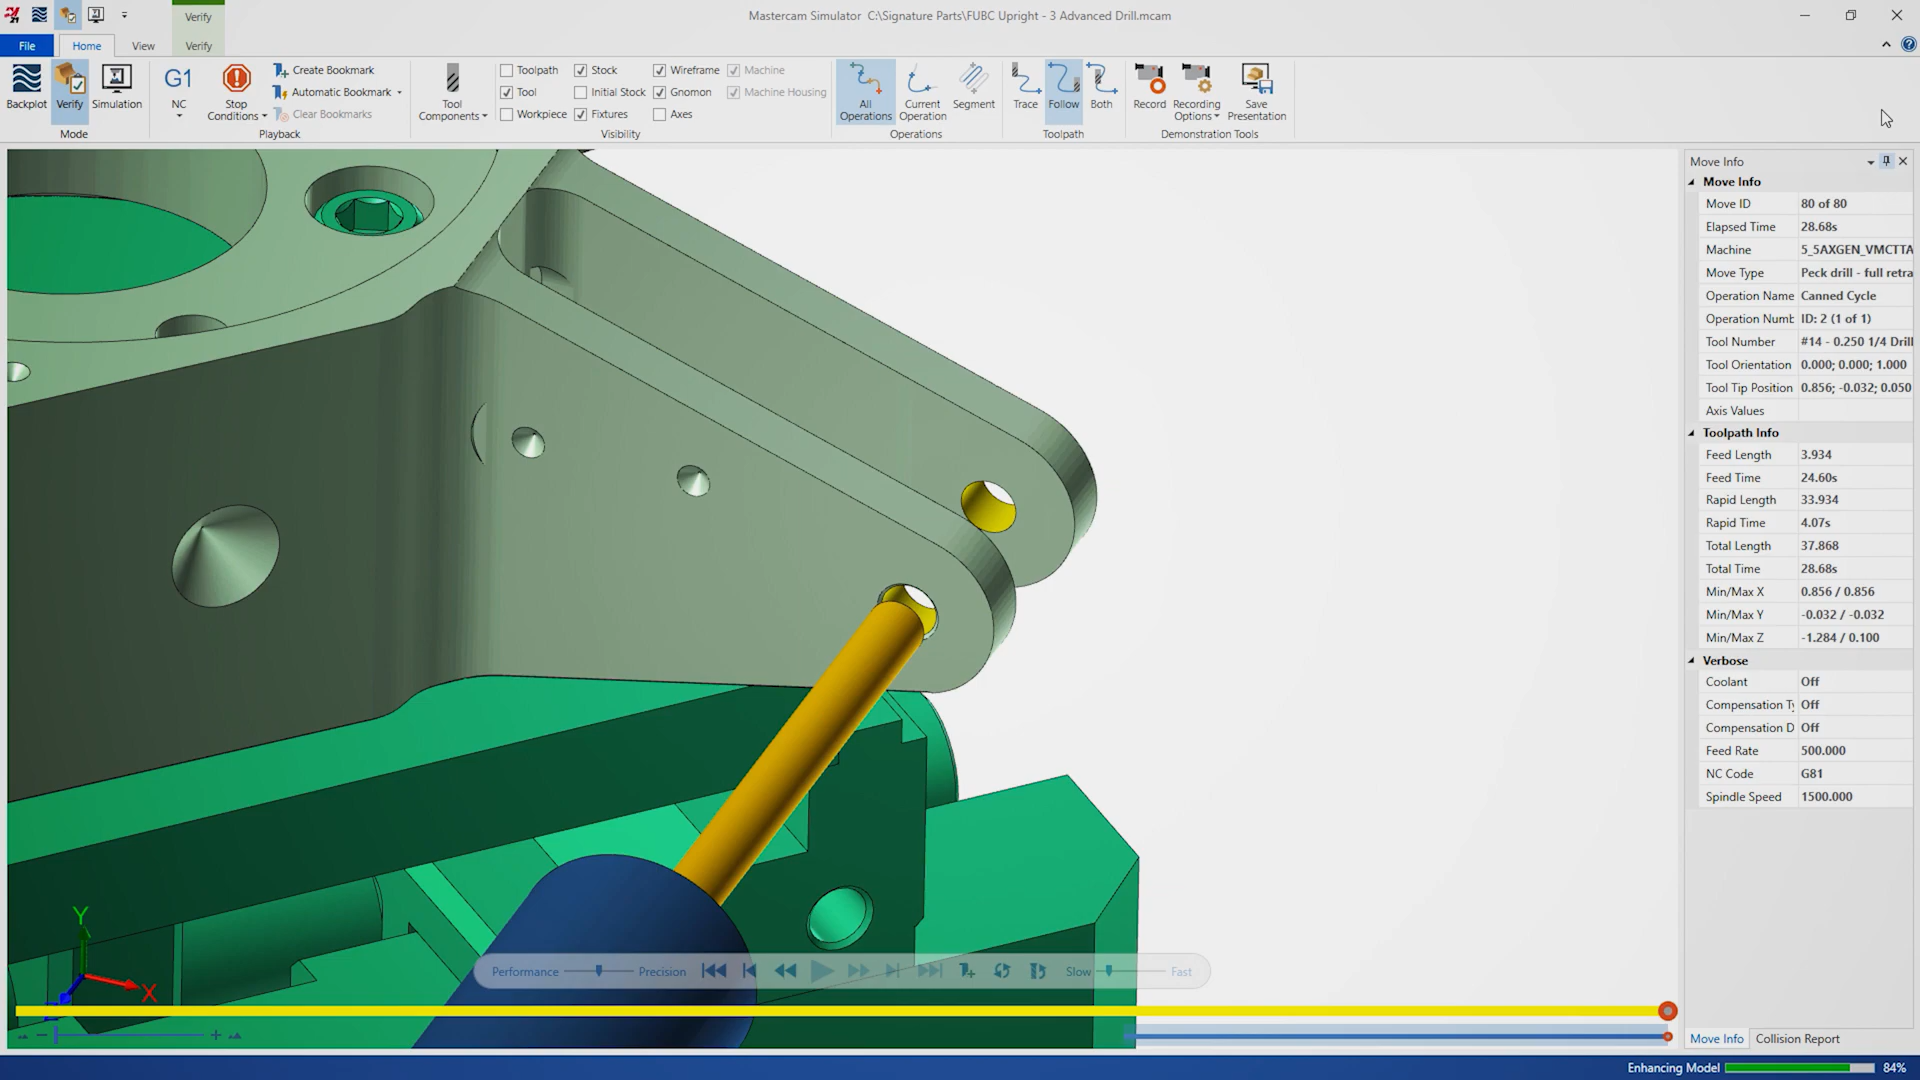 Verify
Mastercam Simulator C:\Signature Parts\FUBC Upright - 3 Advanced Drill.mcam
File Home View Verify
Backplot Verify Simulation
Mode
G1
NC
Stop Conditions
Create Bookmark
Automatic Bookmark
Clear Bookmarks
Playback
Tool Components
Toolpath Stock Wireframe Machine
Tool Initial Stock Gnomon Machine Housing
Workpiece Fixtures Axes
Visibility
All Operations
Current Operation
Segment
Operations
Trace Follow Both
Toolpath
Record
Recording Options
Save Presentation
Demonstration Tools
Move Info
Move Info
Move ID 80 of 80
Elapsed Time 28.68s
Machine 5_5AXGEN_VMCTTA
Move Type Peck drill - full retra
Operation Name Canned Cycle
Operation Numb ID: 2 (1 of 1)
Tool Number #14 - 0.250 1/4 Drill
Tool Orientation 0.000; 0.000; 1.000
Tool Tip Position 0.856; -0.032; 0.050
Axis Values
Toolpath Info
Feed Length 3.934
Feed Time 24.60s
Rapid Length 33.934
Rapid Time 4.07s
Total Length 37.868
Total Time 28.68s
Min/Max X 0.856 / 0.856
Min/Max Y -0.032 / -0.032
Min/Max Z -1.284 / 0.100
Verbose
Coolant Off
Compensation Ty Off
Compensation D Off
Feed Rate 500.000
NC Code G81
Spindle Speed 1500.000
Y
X
Z
Performance Precision Slow Fast
Move Info Collision Report
Enhancing Model 84%